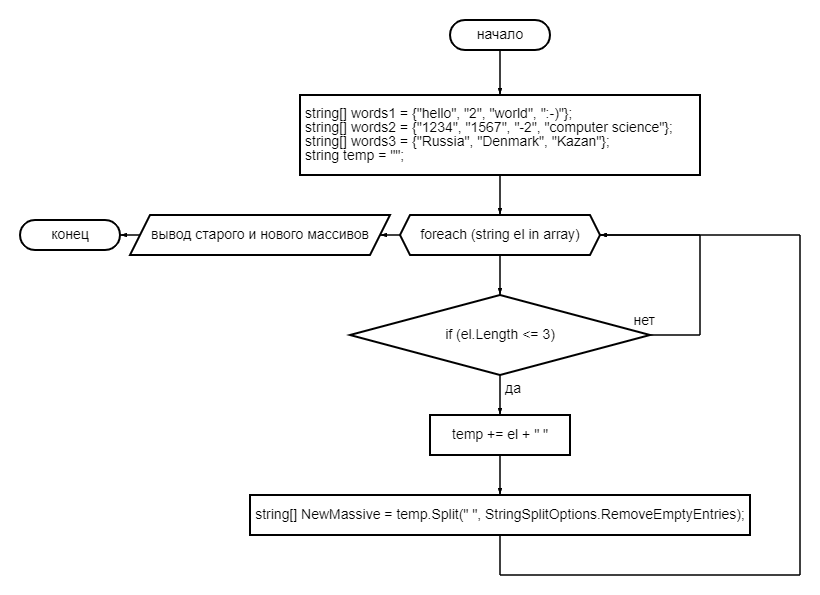 начало
string[] words1 = {"hello", "2", "world", ":-)"};
string[] words2 = {"1234", "1567", "-2", "computer science"};
string[] words3 = {"Russia", "Denmark", "Kazan"};
string temp = "";
foreach (string el in array)
вывод старого и нового массивов
конец
if (el.Length <= 3)
нет
да
temp += el + " "
string[] NewMassive = temp.Split(" ", StringSplitOptions.RemoveEmptyEntries);